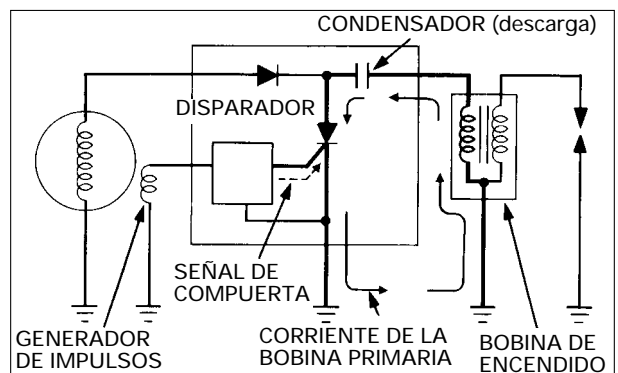 CONDENSADOR (descarga)
DISPARADOR
SEÑAL DE
COMPUERTA
GENERADOR
DE IMPULSOS
CORRIENTE DE LA
BOBINA PRIMARIA
BOBINA DE
ENCENDIDO